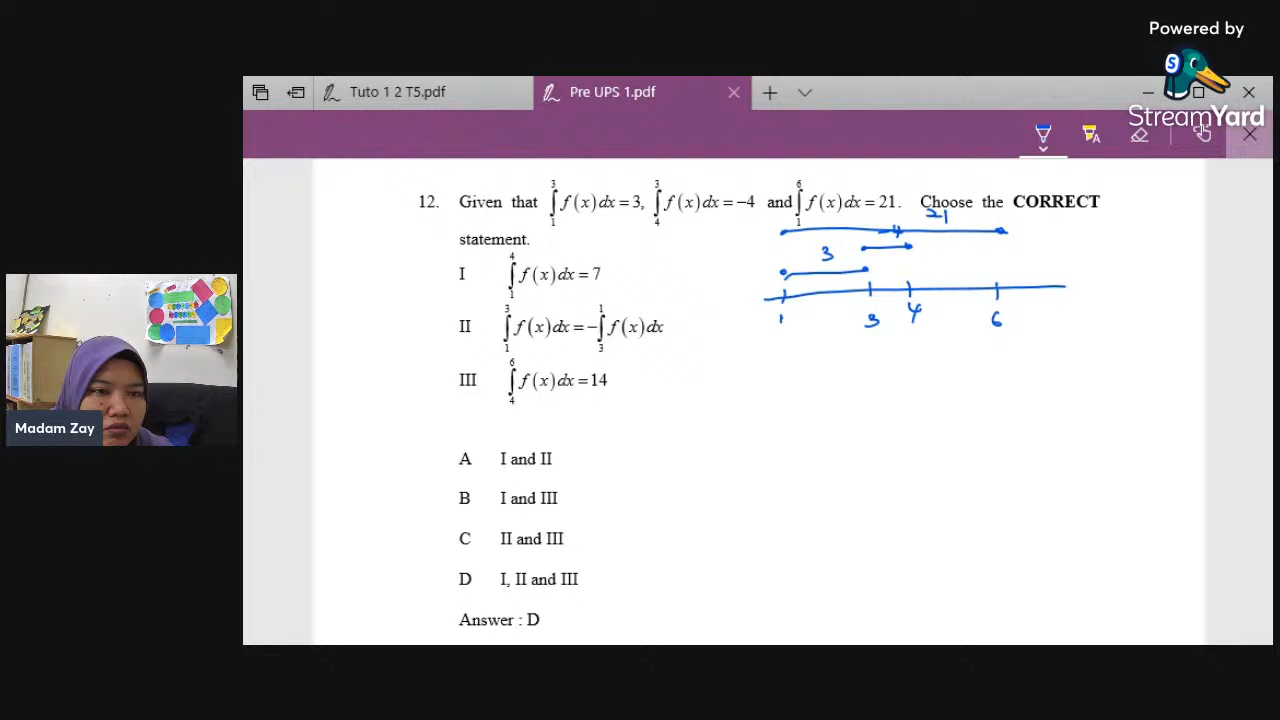 Powered by
StreamYard
Tuto 1 2 T5.pdf
Pre UPS 1.pdf
12. Given that ∫₁³ f(x)dx = 3, ∫₄³ f(x)dx = −4 and ∫₁⁶ f(x)dx = 21. Choose the CORRECT
statement.
21
4
3
1 3 4 6
I ∫₁⁴ f(x)dx = 7
II ∫₁³ f(x)dx = −∫₃¹ f(x)dx
III ∫₄⁶ f(x)dx = 14
A I and II
B I and III
C II and III
D I, II and III
Answer : D
Madam Zay